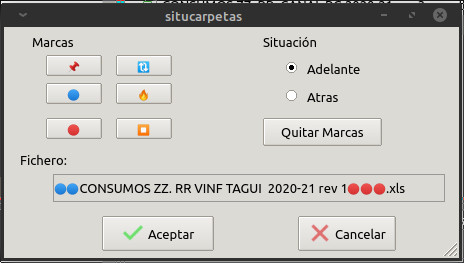 situcarpetas
Marcas
Situación
Adelante
Atras
Quitar Marcas
Fichero:
🔵🔵CONSUMOS ZZ. RR VINF TAGUI  2020-21 rev 1🔴🔴🔴.xls
Aceptar
Cancelar